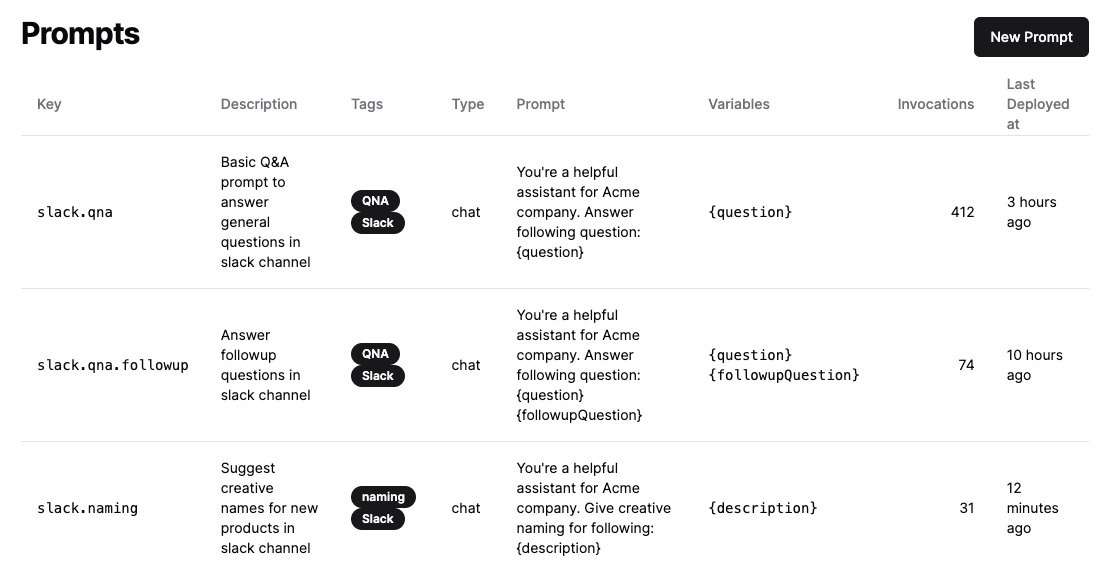 Prompts
New Prompt
Key
Description
Tags
Type
Prompt
Variables
Invocations
Last
Deployed
at
slack.qna
Basic Q&A
prompt to
answer
general
questions in
slack channel
QNA
Slack
chat
You're a helpful
assistant for Acme
company. Answer
following question:
{question}
{question}
412
3 hours
ago
slack.qna.followup
Answer
followup
questions in
slack channel
QNA
Slack
chat
You're a helpful
assistant for Acme
company. Answer
following question:
{question}
{followupQuestion}
{question}
{followupQuestion}
74
10 hours
ago
slack.naming
Suggest
creative
names for new
products in
slack channel
naming
Slack
chat
You're a helpful
assistant for Acme
company. Give creative
naming for following:
{description}
{description}
31
12
minutes
ago